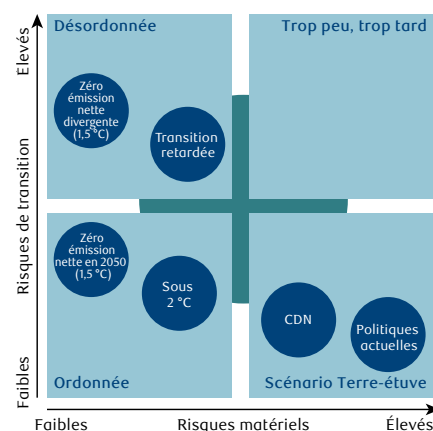 Désordonnée
Trop peu, trop tard
Zéro
émission
nette
divergente
(1,5 °C)
Transition
retardée
Zéro
émission
nette en 2050
(1,5 °C)
Sous
2 °C
CDN
Politiques
actuelles
Ordonnée
Scénario Terre-étuve
Elevés
Risques de transition
Faibles
Faibles
Risques matériels
Élevés